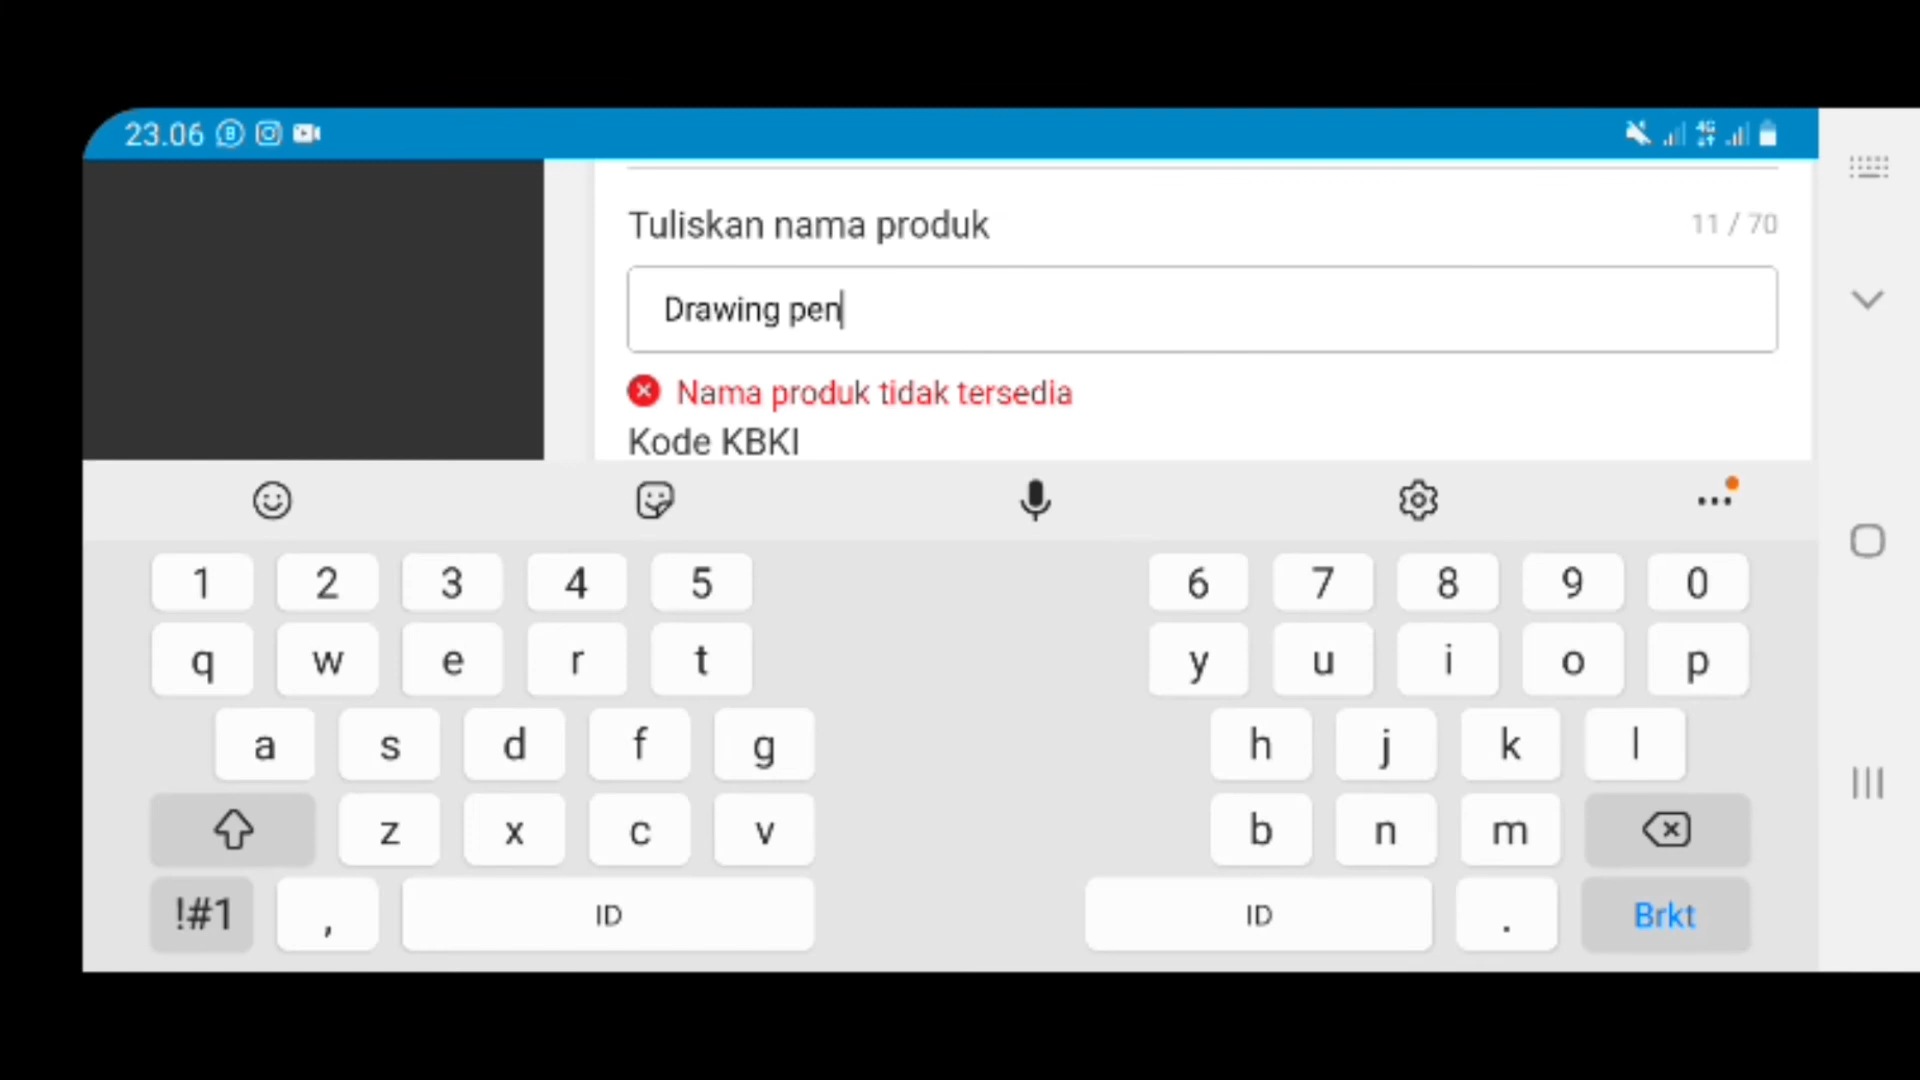 23.06
Tuliskan nama produk
11 / 70
Drawing pen
Nama produk tidak tersedia
Kode KBKI
1 2 3 4 5 6 7 8 9 0
q w e r t y u i o p
a s d f g h j k l
z x c v b n m
!#1 , ID ID . Brkt